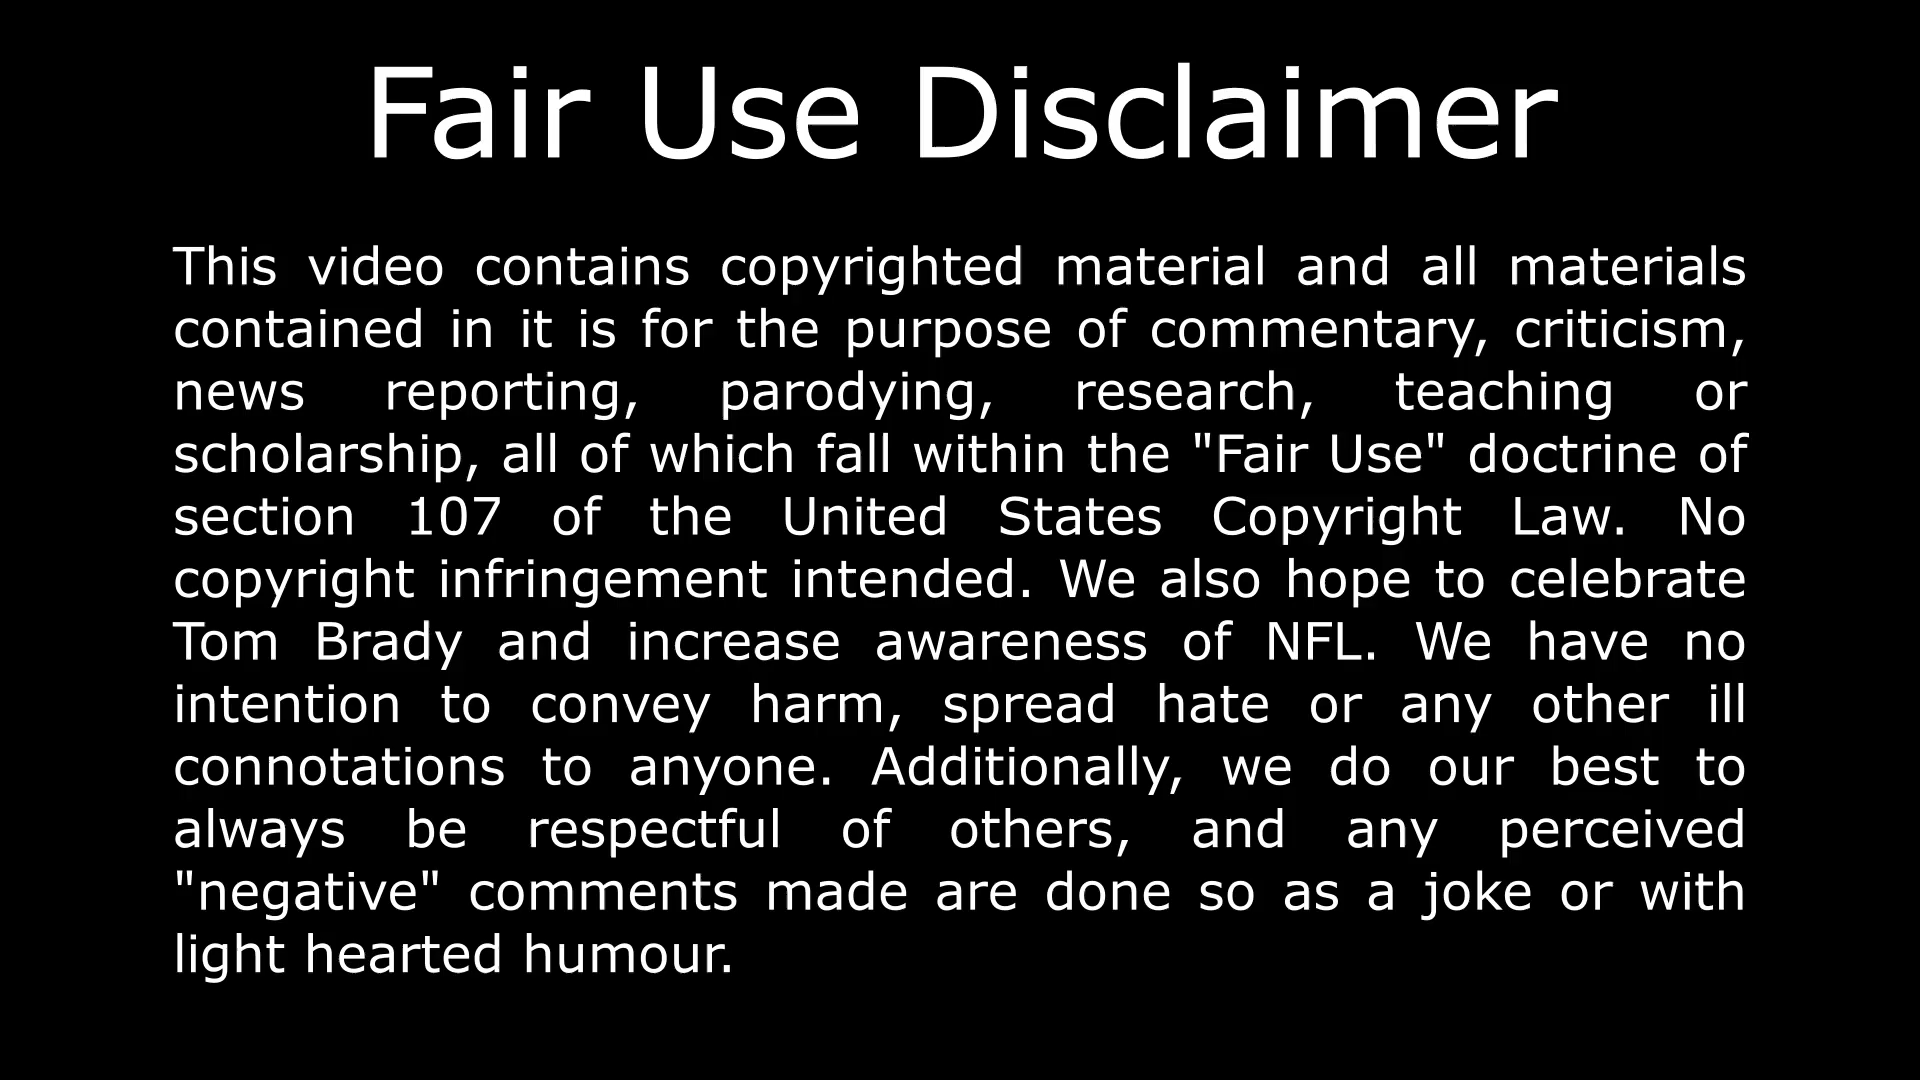 Fair Use Disclaimer
This video contains copyrighted material and all materials
contained in it is for the purpose of commentary, criticism,
news reporting, parodying, research, teaching or
scholarship, all of which fall within the "Fair Use" doctrine of
section 107 of the United States Copyright Law. No
copyright infringement intended. We also hope to celebrate
Tom Brady and increase awareness of NFL. We have no
intention to convey harm, spread hate or any other ill
connotations to anyone. Additionally, we do our best to
always be respectful of others, and any perceived
"negative" comments made are done so as a joke or with
light hearted humour.